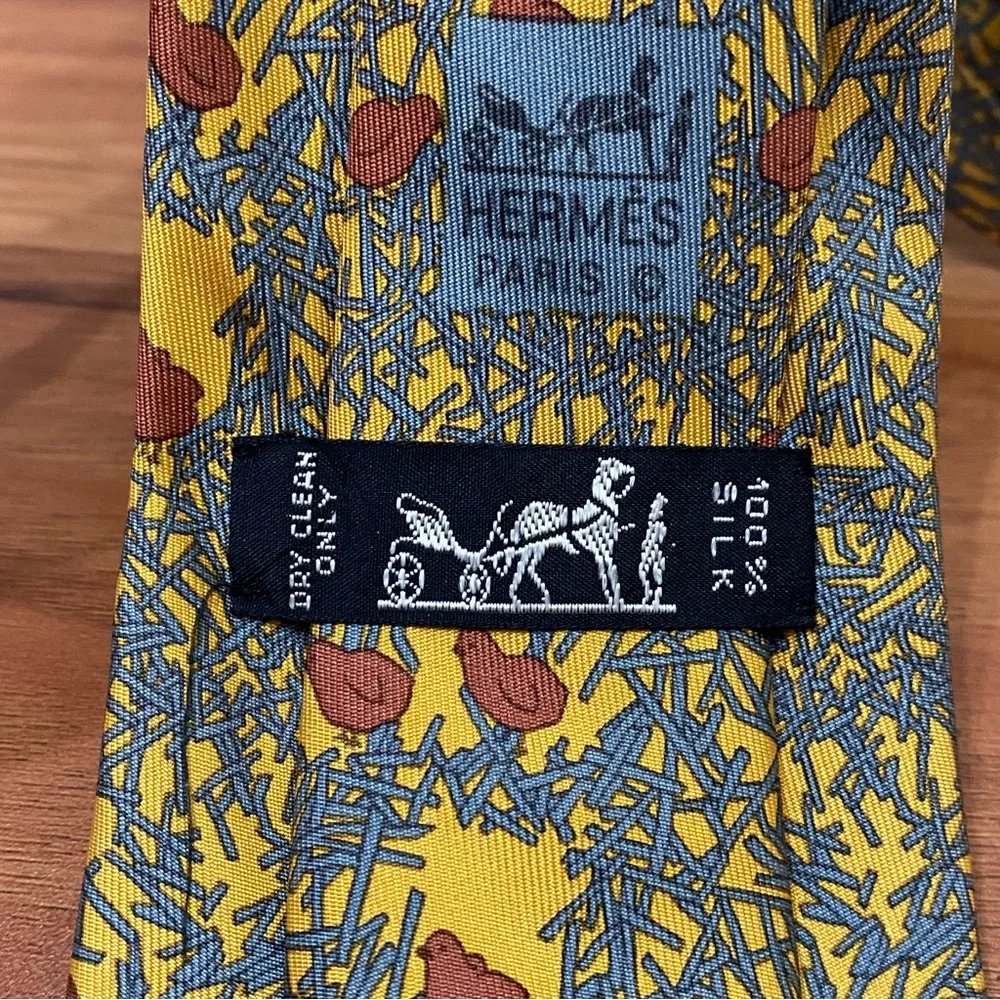 HERMÈS
PARIS ©
DRY CLEAN
ONLY
100%
SILK